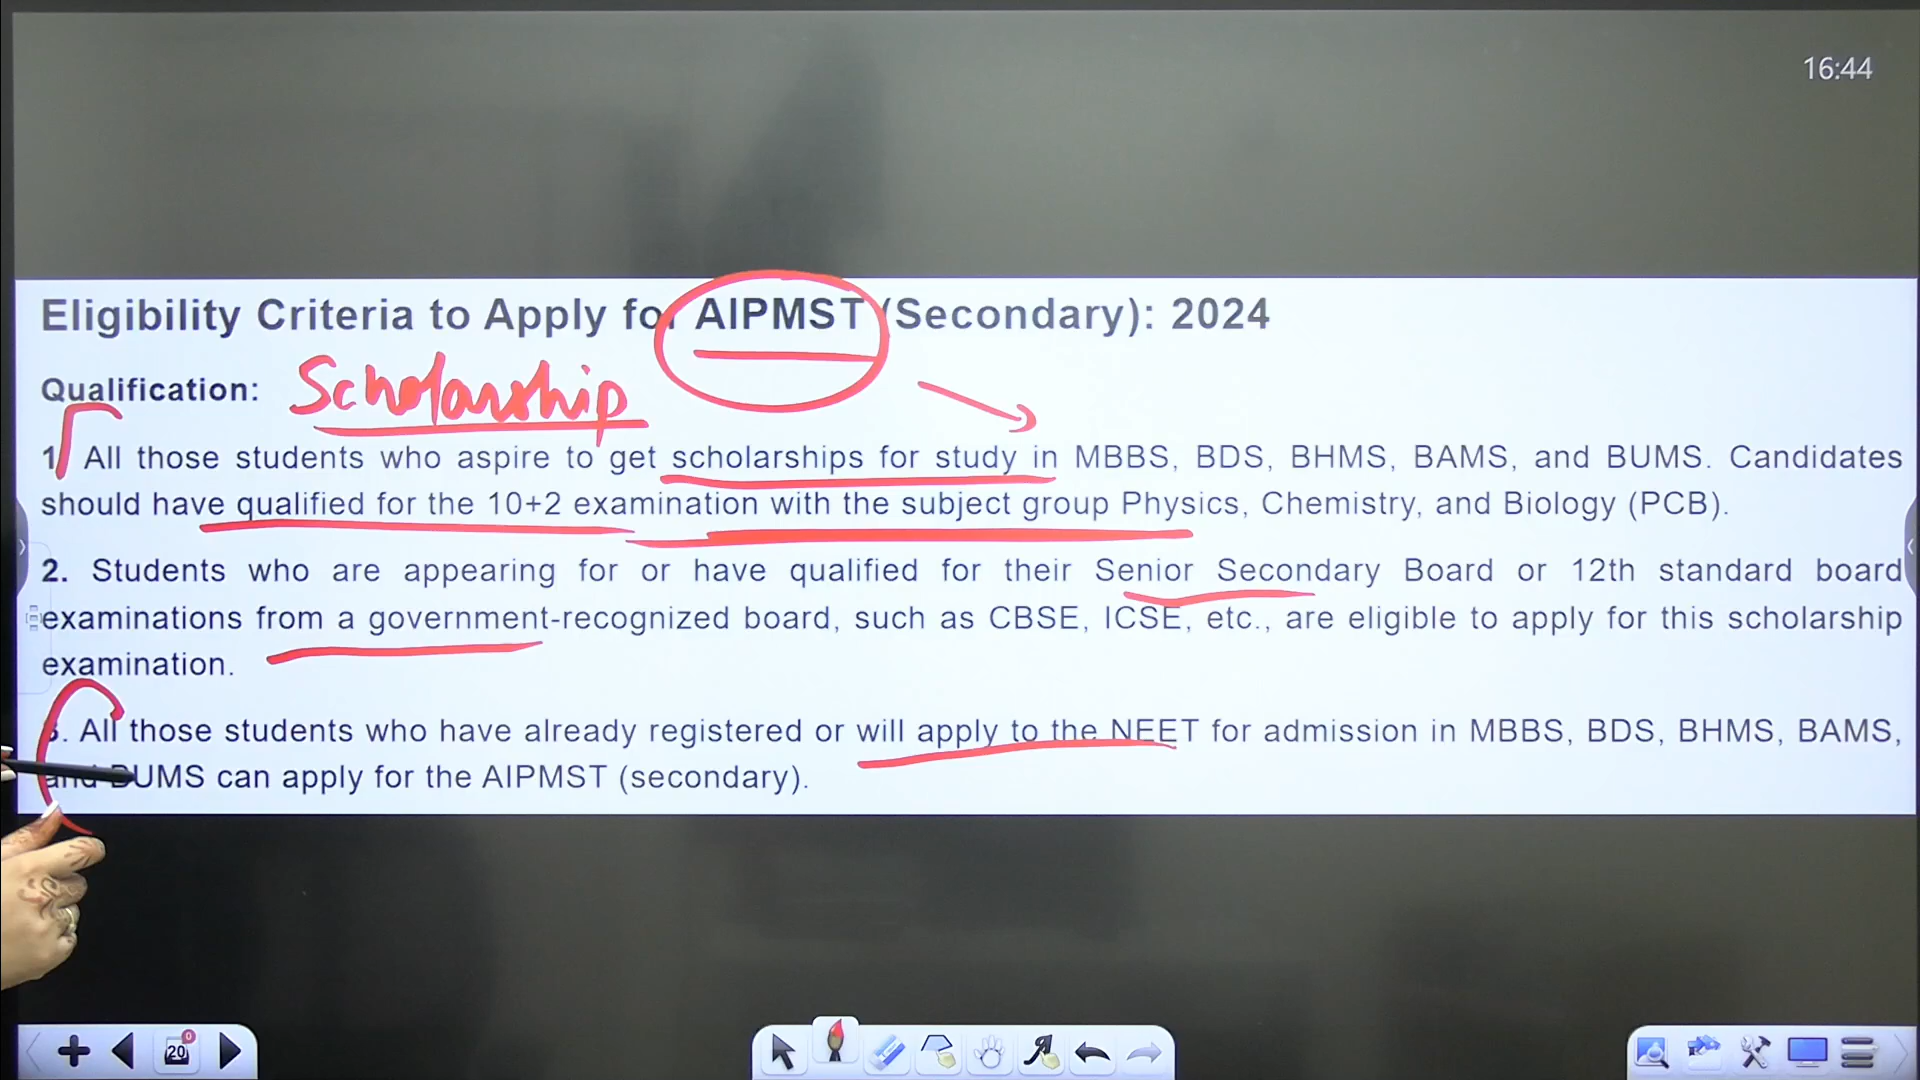 16:44
Eligibility Criteria to Apply for AIPMST (Secondary): 2024
Qualification: Scholarship
1. All those students who aspire to get scholarships for study in MBBS, BDS, BHMS, BAMS, and BUMS. Candidates
should have qualified for the 10+2 examination with the subject group Physics, Chemistry, and Biology (PCB).
2. Students who are appearing for or have qualified for their Senior Secondary Board or 12th standard board
examinations from a government-recognized board, such as CBSE, ICSE, etc., are eligible to apply for this scholarship
examination.
3. All those students who have already registered or will apply to the NEET for admission in MBBS, BDS, BHMS, BAMS,
and BUMS can apply for the AIPMST (secondary).
20
0